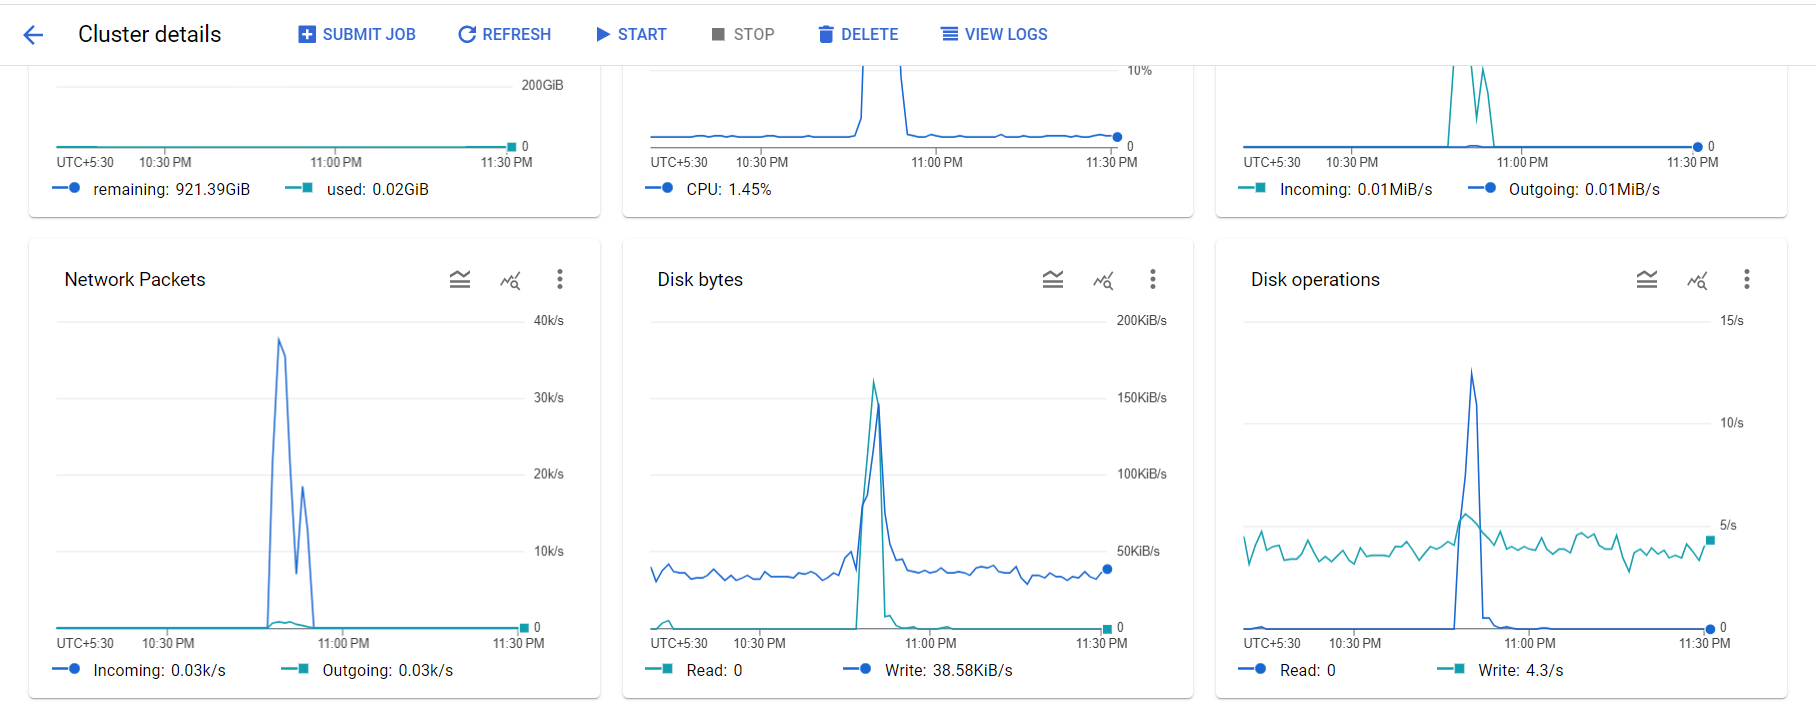 Cluster details SUBMIT JOB REFRESH START STOP DELETE VIEW LOGS
200GiB
0
UTC+5:30 10:30 PM 11:00 PM 11:30 PM
remaining: 921.39GiB used: 0.02GiB
10%
0
UTC+5:30 10:30 PM 11:00 PM 11:30 PM
CPU: 1.45%
0
UTC+5:30 10:30 PM 11:00 PM 11:30 PM
Incoming: 0.01MiB/s Outgoing: 0.01MiB/s
Network Packets
40k/s
30k/s
20k/s
10k/s
0
UTC+5:30 10:30 PM 11:00 PM 11:30 PM
Incoming: 0.03k/s Outgoing: 0.03k/s
Disk bytes
200KiB/s
150KiB/s
100KiB/s
50KiB/s
0
UTC+5:30 10:30 PM 11:00 PM 11:30 PM
Read: 0 Write: 38.58KiB/s
Disk operations
15/s
10/s
5/s
0
UTC+5:30 10:30 PM 11:00 PM 11:30 PM
Read: 0 Write: 4.3/s